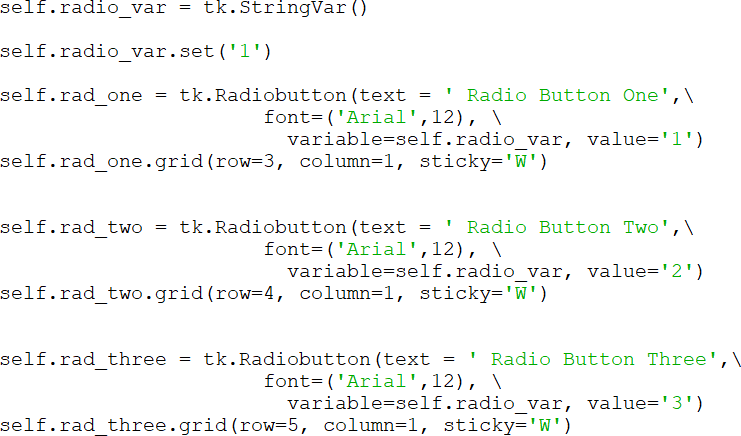 self.radio_var = tk.StringVar()
self.radio_var.set('1')
self.rad_one = tk.Radiobutton(text = ' Radio Button One',\
font=('Arial',12), \
variable=self.radio_var, value='1')
self.rad_one.grid(row=3, column=1, sticky='W')
self.rad_two = tk.Radiobutton(text = ' Radio Button Two',\
font=('Arial',12), \
variable=self.radio_var, value='2')
self.rad_two.grid(row=4, column=1, sticky='W')
self.rad_three = tk.Radiobutton(text = ' Radio Button Three',\
font=('Arial',12), \
variable=self.radio_var, value='3')
self.rad_three.grid(row=5, column=1, sticky='W')